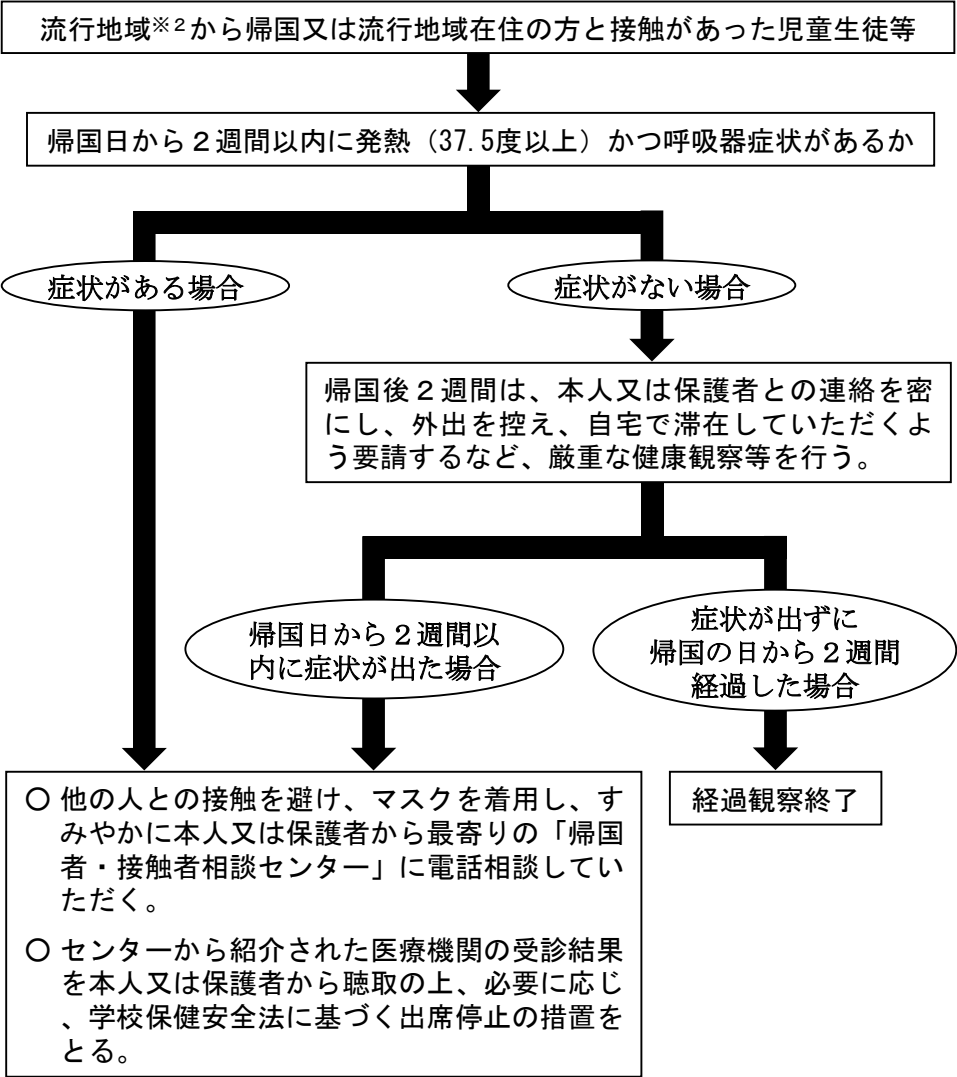 流行地域※2から帰国又は流行地域在住の方と接触があった児童生徒等
帰国日から2週間以内に発熱（37.5度以上）かつ呼吸器症状があるか
症状がある場合
症状がない場合
帰国後2週間は、本人又は保護者との連絡を密
にし、外出を控え、自宅で滞在していただくよ
う要請するなど、厳重な健康観察等を行う。
帰国日から2週間以
内に症状が出た場合
症状が出ずに
帰国の日から2週間
経過した場合
○ 他の人との接触を避け、マスクを着用し、す
みやかに本人又は保護者から最寄りの「帰国
者・接触者相談センター」に電話相談してい
ただく。
○ センターから紹介された医療機関の受診結果
を本人又は保護者から聴取の上、必要に応じ
、学校保健安全法に基づく出席停止の措置を
とる。
経過観察終了